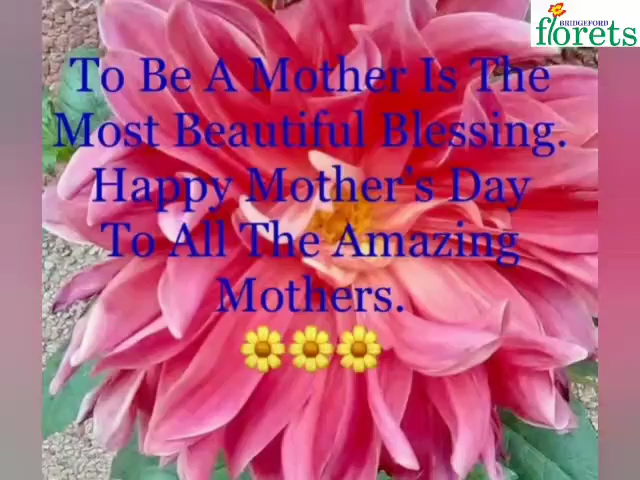 BRIDGEFORD
florets
To Be A Mother Is The
Most Beautiful Blessing.
Happy Mother's Day
To All The Amazing
Mothers.
🌼🌼🌼